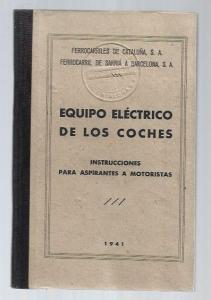 FERROCARRILES DE CATALUÑA, S. A.
FERROCARRIL DE SARRIÁ A BARCELONA, S. A.
EQUIPO ELÉCTRICO
DE LOS COCHES
INSTRUCCIONES
PARA ASPIRANTES A MOTORISTAS
1941